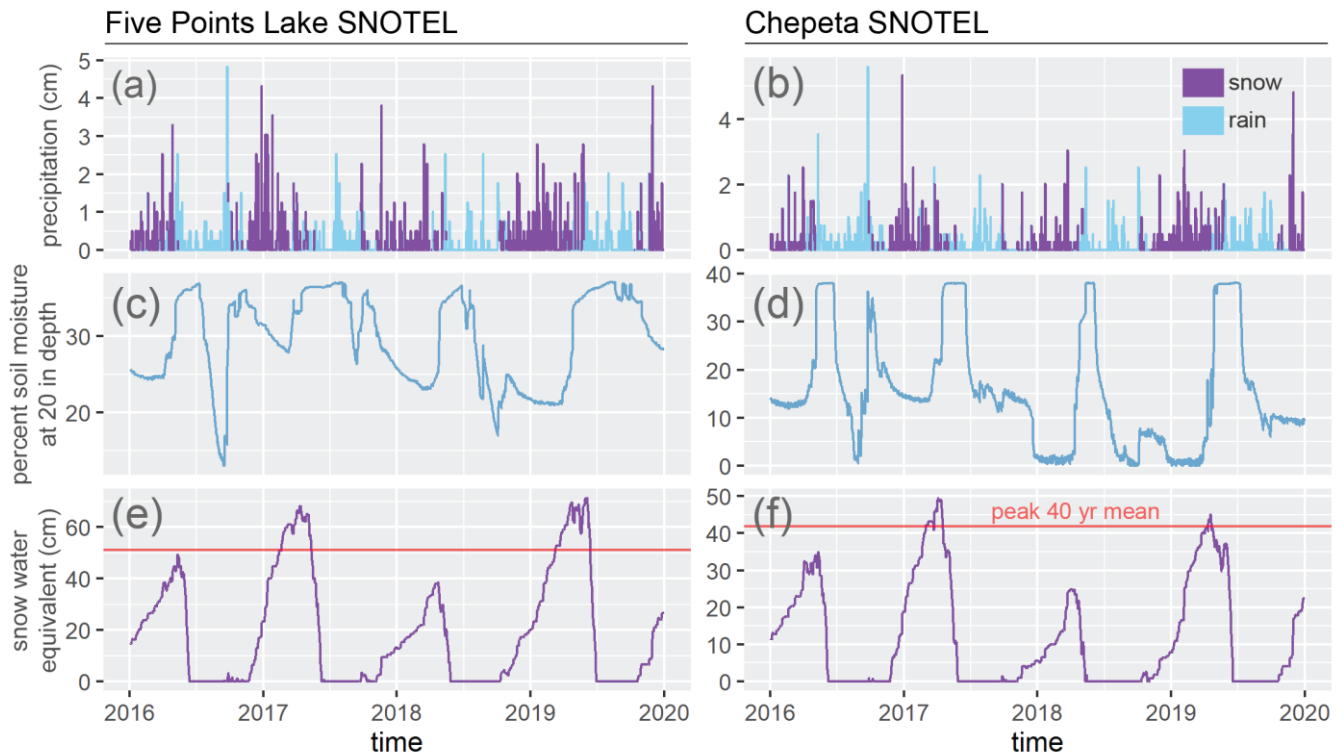 Five Points Lake SNOTEL
Chepeta SNOTEL
precipitation (cm)
5
4
3
2
1
0
(a)
4
2
0
(b)
snow
rain
percent soil moisture
at 20 in depth
30
20
(c)
40
30
20
10
0
(d)
snow water
equivalent (cm)
60
40
20
0
(e)
50
40
30
20
10
0
(f)
peak 40 yr mean
2016 2017 2018 2019 2020
2016 2017 2018 2019 2020
time
time